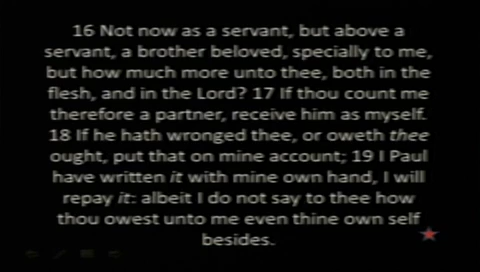 16 Not now as a servant, but above a
servant, a brother beloved, specially to me,
but how much more unto thee, both in the
flesh, and in the Lord? 17 If thou count me
therefore a partner, receive him as myself.
18 If he hath wronged thee, or oweth thee
ought, put that on mine account; 19 I Paul
have written it with mine own hand, I will
repay it: albeit I do not say to thee how
thou owest unto me even thine own self
besides.